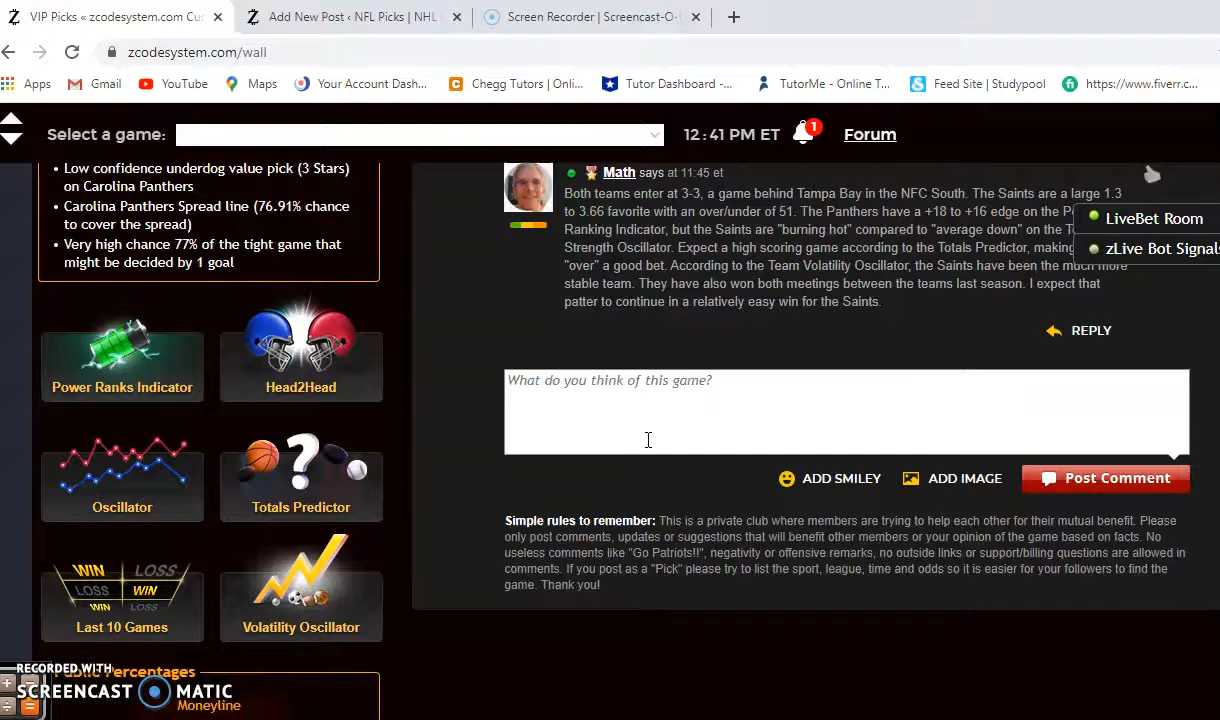 VIP Picks « zcodesystem.com Cus
Add New Post ‹ NFL Picks | NHL
Screen Recorder | Screencast-O-
zcodesystem.com/wall
Apps
Gmail
YouTube
Maps
Your Account Dash...
Chegg Tutors | Onli...
Tutor Dashboard -...
TutorMe - Online T...
Feed Site | Studypool
https://www.fiverr.c...
Select a game:
12:41 PM ET
1
Forum
• Low confidence underdog value pick (3 Stars)
on Carolina Panthers
• Carolina Panthers Spread line (76.91% chance
to cover the spread)
• Very high chance 77% of the tight game that
might be decided by 1 goal
Power Ranks Indicator
Head2Head
Oscillator
Totals Predictor
WIN LOSS
LOSS WIN
WIN LOSS
Last 10 Games
Volatility Oscillator
Public Percentages
Moneyline
RECORDED WITH
SCREENCAST MATIC
Math says at 11:45 et
Both teams enter at 3-3, a game behind Tampa Bay in the NFC South. The Saints are a large 1.3
to 3.66 favorite with an over/under of 51. The Panthers have a +18 to +16 edge on the Po
Ranking Indicator, but the Saints are "burning hot" compared to "average down" on the T
Strength Oscillator. Expect a high scoring game according to the Totals Predictor, making
"over" a good bet. According to the Team Volatility Oscillator, the Saints have been the much more
stable team. They have also won both meetings between the teams last season. I expect that
patter to continue in a relatively easy win for the Saints.
LiveBet Room
zLive Bot Signals
REPLY
What do you think of this game?
ADD SMILEY
ADD IMAGE
Post Comment
Simple rules to remember: This is a private club where members are trying to help each other for their mutual benefit. Please
only post comments, updates or suggestions that will benefit other members or your opinion of the game based on facts. No
useless comments like "Go Patriots!!", negativity or offensive remarks, no outside links or support/billing questions are allowed in
comments. If you post as a "Pick" please try to list the sport, league, time and odds so it is easier for your followers to find the
game. Thank you!